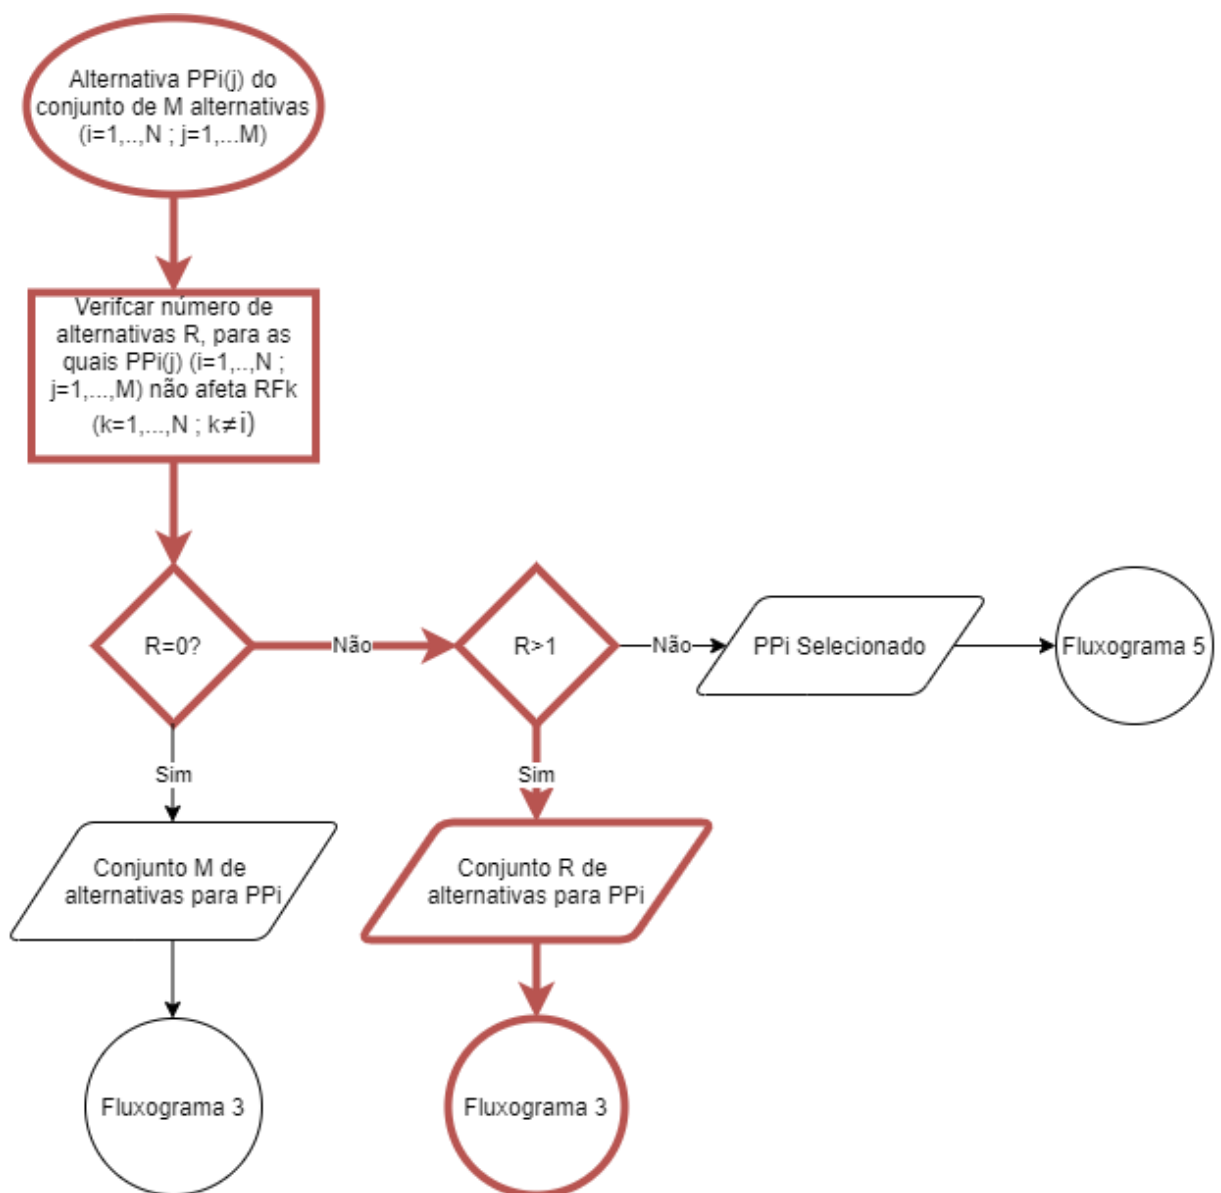 Alternativa PPi(j) do
conjunto de M alternativas
(i=1,..,N ; j=1,...M)
Verifcar número de
alternativas R, para as
quais PPi(j) (i=1,..,N ;
j=1,...,M) não afeta RFk
(k=1,...,N ; k≠i)
R=0?
Não
R>1
Não
PPi Selecionado
Fluxograma 5
Sim
Sim
Conjunto M de
alternativas para PPi
Conjunto R de
alternativas para PPi
Fluxograma 3
Fluxograma 3